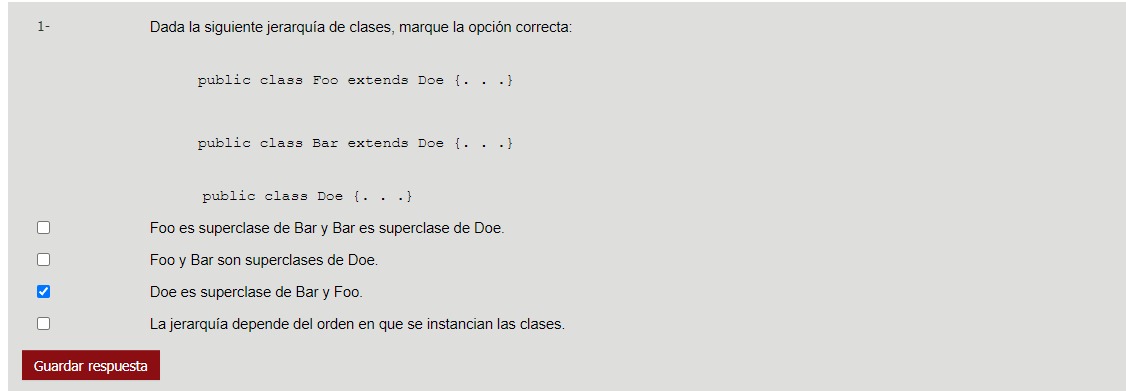 1- Dada la siguiente jerarquía de clases, marque la opción correcta:
public class Foo extends Doe {. . .}
public class Bar extends Doe {. . .}
public class Doe {. . .}
Foo es superclase de Bar y Bar es superclase de Doe.
Foo y Bar son superclases de Doe.
Doe es superclase de Bar y Foo.
La jerarquía depende del orden en que se instancian las clases.
Guardar respuesta